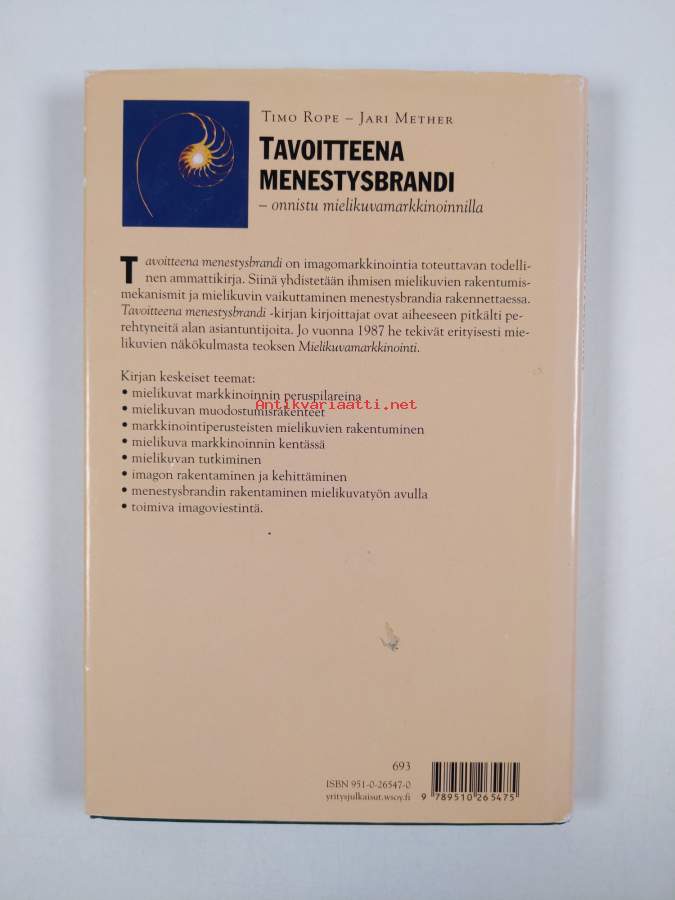 TIMO ROPE – JARI METHER
TAVOITTEENA
MENESTYSBRANDI
– onnistu mielikuvamarkkinoinnilla
Tavoitteena menestysbrandi on imagomarkkinointia toteuttavan todelli-
nen ammattikirja. Siinä yhdistetään ihmisen mielikuvien rakentumis-
mekanismit ja mielikuvin vaikuttaminen menestysbrandia rakennettaessa.
Tavoitteena menestysbrandi -kirjan kirjoittajat ovat aiheeseen pitkälti pe-
rehtyneitä alan asiantuntijoita. Jo vuonna 1987 he tekivät erityisesti mie-
likuvien näkökulmasta teoksen Mielikuvamarkkinointi.
Kirjan keskeiset teemat:
• mielikuvat markkinoinnin peruspilareina
Antikvariaatti.net
• mielikuvan muodostumisrakenteet
• markkinointiperusteisten mielikuvien rakentuminen
• mielikuva markkinoinnin kentässä
• mielikuvan tutkiminen
• imagon rakentaminen ja kehittäminen
• menestysbrandin rakentaminen mielikuvatyön avulla
• toimiva imagoviestintä.
693
ISBN 951-0-26547-0
yritysjulkaisut.wsoy.fi
9 789510 265475